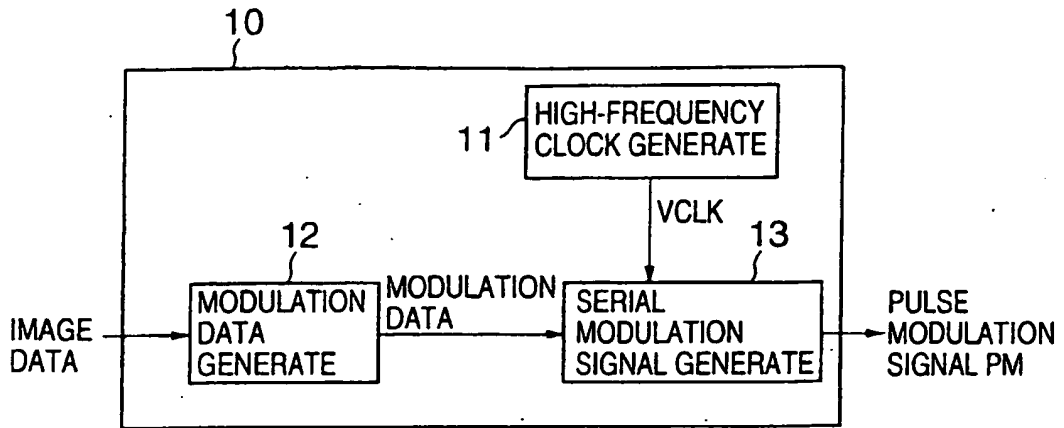 10
HIGH-FREQUENCY
CLOCK GENERATE
11
VCLK
12
13
MODULATION
DATA
GENERATE
MODULATION
DATA
SERIAL
MODULATION
SIGNAL GENERATE
IMAGE
DATA
PULSE
MODULATION
SIGNAL PM